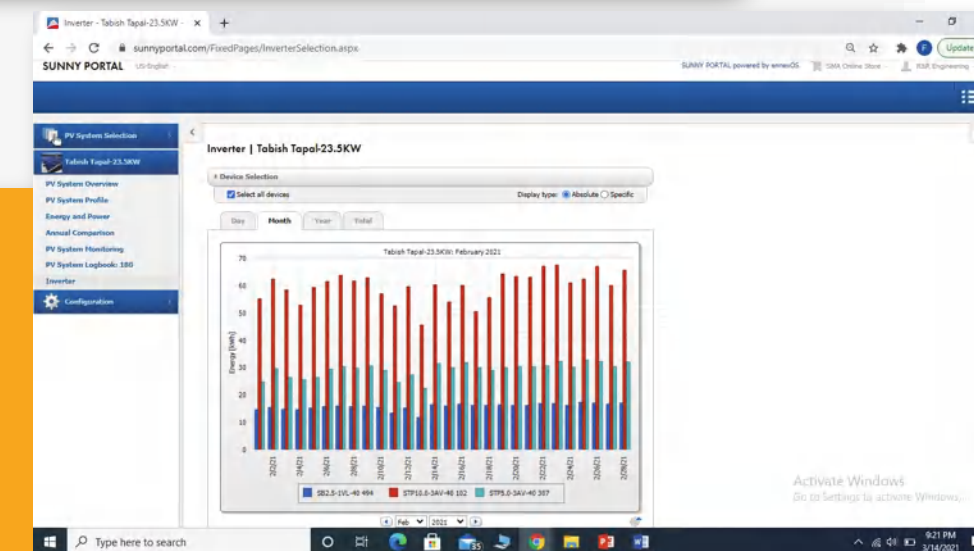 Inverter - Tabish Tapal-23.5KW -
sunnyportal.com/FixedPages/InverterSelection.aspx
Update
SUNNY PORTAL US-English
SUNNY PORTAL powered by ennexOS SMA Online Store R&R Engineering
PV System Selection
Tabish Tapal-23.5KW
PV System Overview
PV System Profile
Energy and Power
Annual Comparison
PV System Monitoring
PV System Logbook: 180
Inverter
Configuration
Inverter | Tabish Tapal-23.5KW
Device Selection
Select all devices Display type: Absolute Specific
Day Month Year Total
Tabish Tapal-23.5KW: February 2021
70
60
50
40
30
20
10
0
Energy [kWh]
2/2/21 2/4/21 2/6/21 2/8/21 2/10/21 2/12/21 2/14/21 2/16/21 2/18/21 2/20/21 2/22/21 2/24/21 2/26/21 2/28/21
SB2.5-1VL-40 494 STP10.0-3AV-40 102 STP5.0-3AV-40 387
Feb 2021
Activate Windows
Go to Settings to activate Windows.
Type here to search
35
9:21 PM
3/14/2021